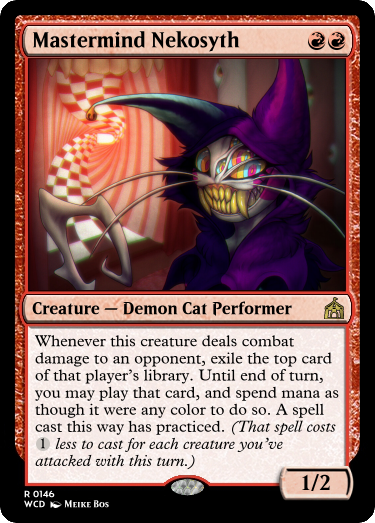 Mastermind Nekosyth
Creature — Demon Cat Performer
Whenever this creature deals combat
damage to an opponent, exile the top card
of that player's library. Until end of turn,
you may play that card, and spend mana as
though it were any color to do so. A spell
cast this way has practiced. (That spell costs
1 less to cast for each creature you've
attacked with this turn.)
1/2
R 0146
WCD Meike Bos